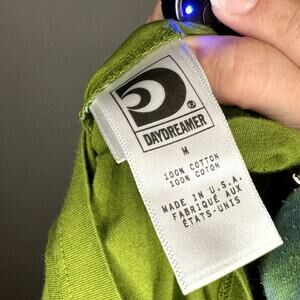 ®
DAYDREAMER
M
100% COTTON
100% COTON
MADE IN U.S.A.
FABRIQUÉ AUX
ÉTATS-UNIS